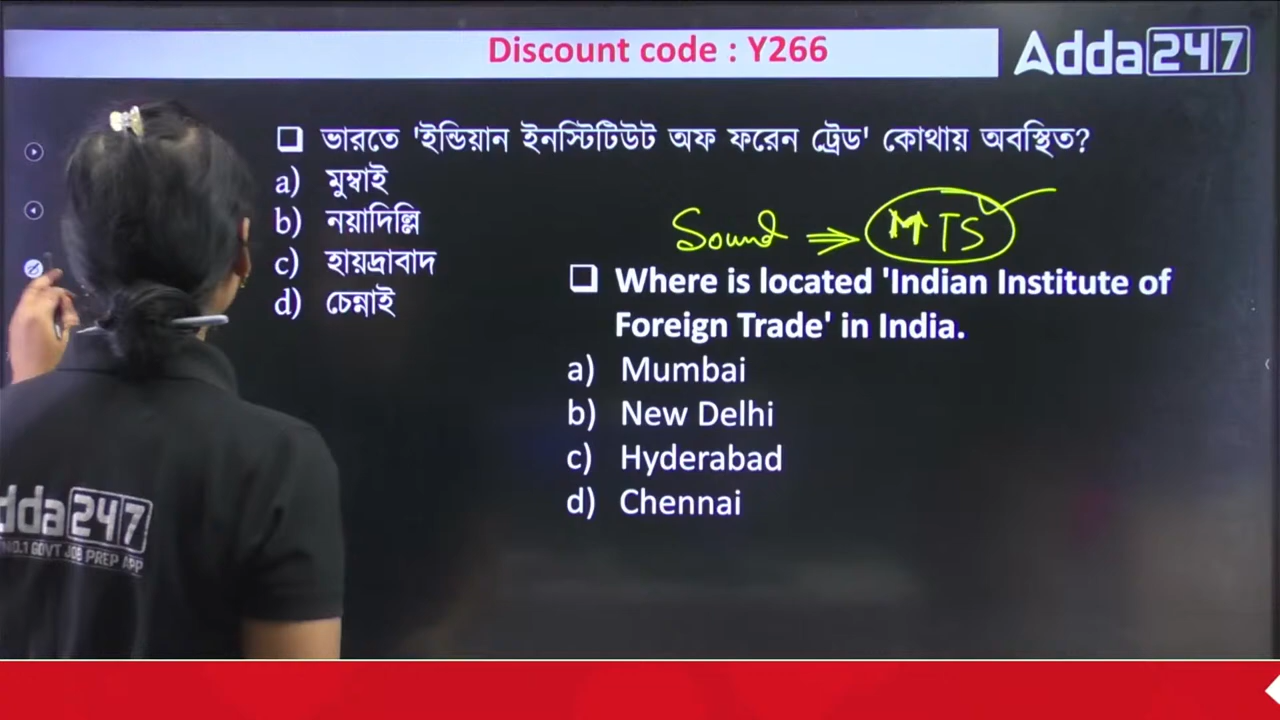 Discount code : Y266
Adda247
ভারতে 'ইন্ডিয়ান ইনস্টিটিউট অফ ফরেন ট্রেড' কোথায় অবস্থিত?
a) মুম্বাই
b) নয়াদিল্লি
c) হায়দ্রাবাদ
d) চেন্নাই
Sound ⇒ MTS
Where is located 'Indian Institute of
Foreign Trade' in India.
a) Mumbai
b) New Delhi
c) Hyderabad
d) Chennai
dda247
NO.1 GOVT JOB PREP APP